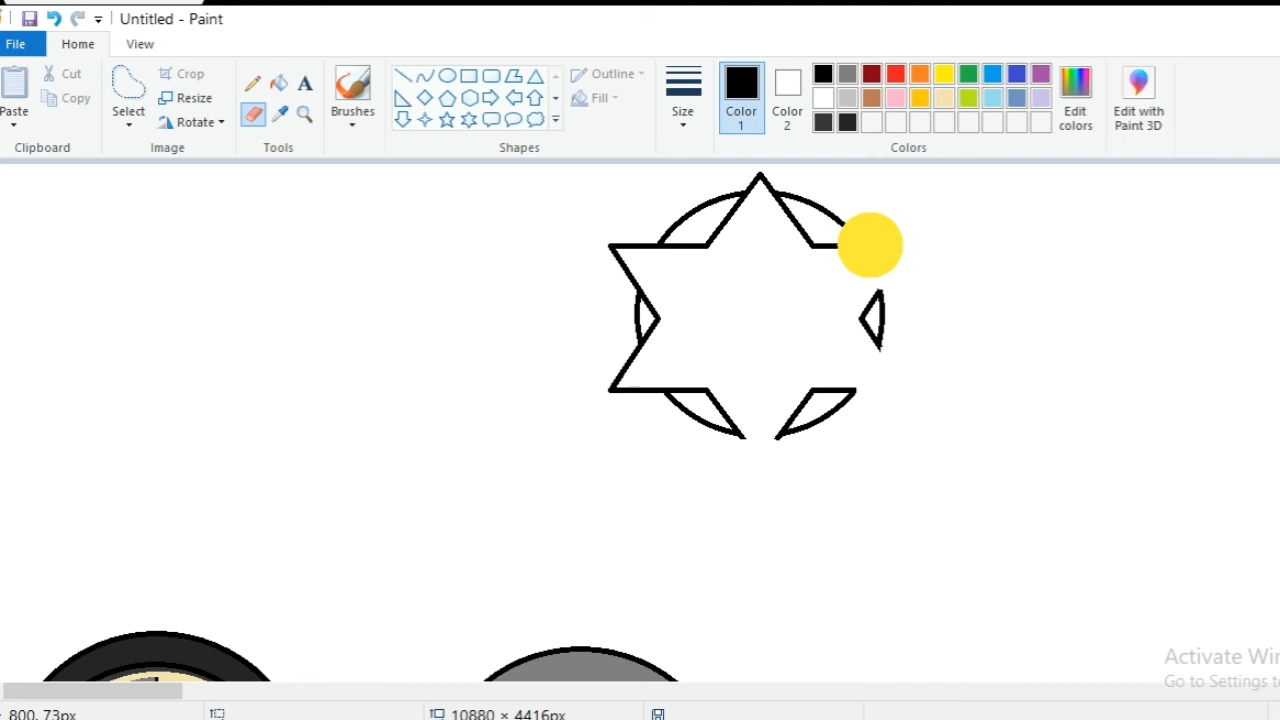 Untitled - Paint
File Home View
Cut Crop Outline
Copy Resize Fill
Paste Select Rotate A Brushes Size Color 1 Color 2 Edit colors Edit with Paint 3D
Clipboard Image Tools Shapes Colors
Activate Win
Go to Settings t
800, 73px 10880 × 4416px